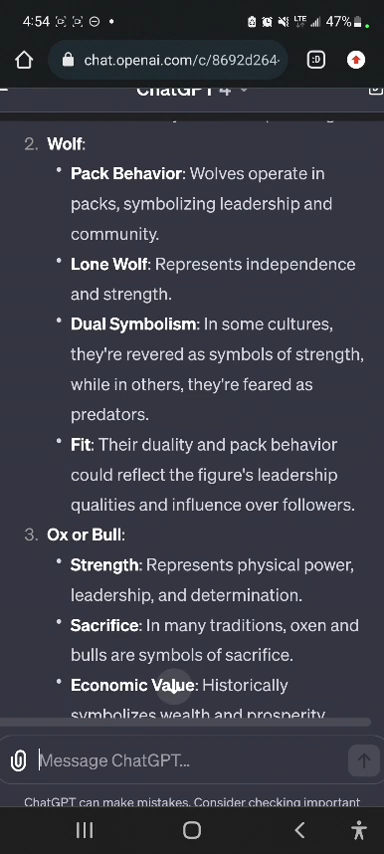 4:54
LTE
47%
chat.openai.com/c/8692d264-
:D
ChatGPT 4
2. Wolf:
• Pack Behavior: Wolves operate in
packs, symbolizing leadership and
community.
• Lone Wolf: Represents independence
and strength.
• Dual Symbolism: In some cultures,
they're revered as symbols of strength,
while in others, they're feared as
predators.
• Fit: Their duality and pack behavior
could reflect the figure's leadership
qualities and influence over followers.
3. Ox or Bull:
• Strength: Represents physical power,
leadership, and determination.
• Sacrifice: In many traditions, oxen and
bulls are symbols of sacrifice.
• Economic Value: Historically
symbolizes wealth and prosperity
Message ChatGPT...
ChatGPT can make mistakes. Consider checking important